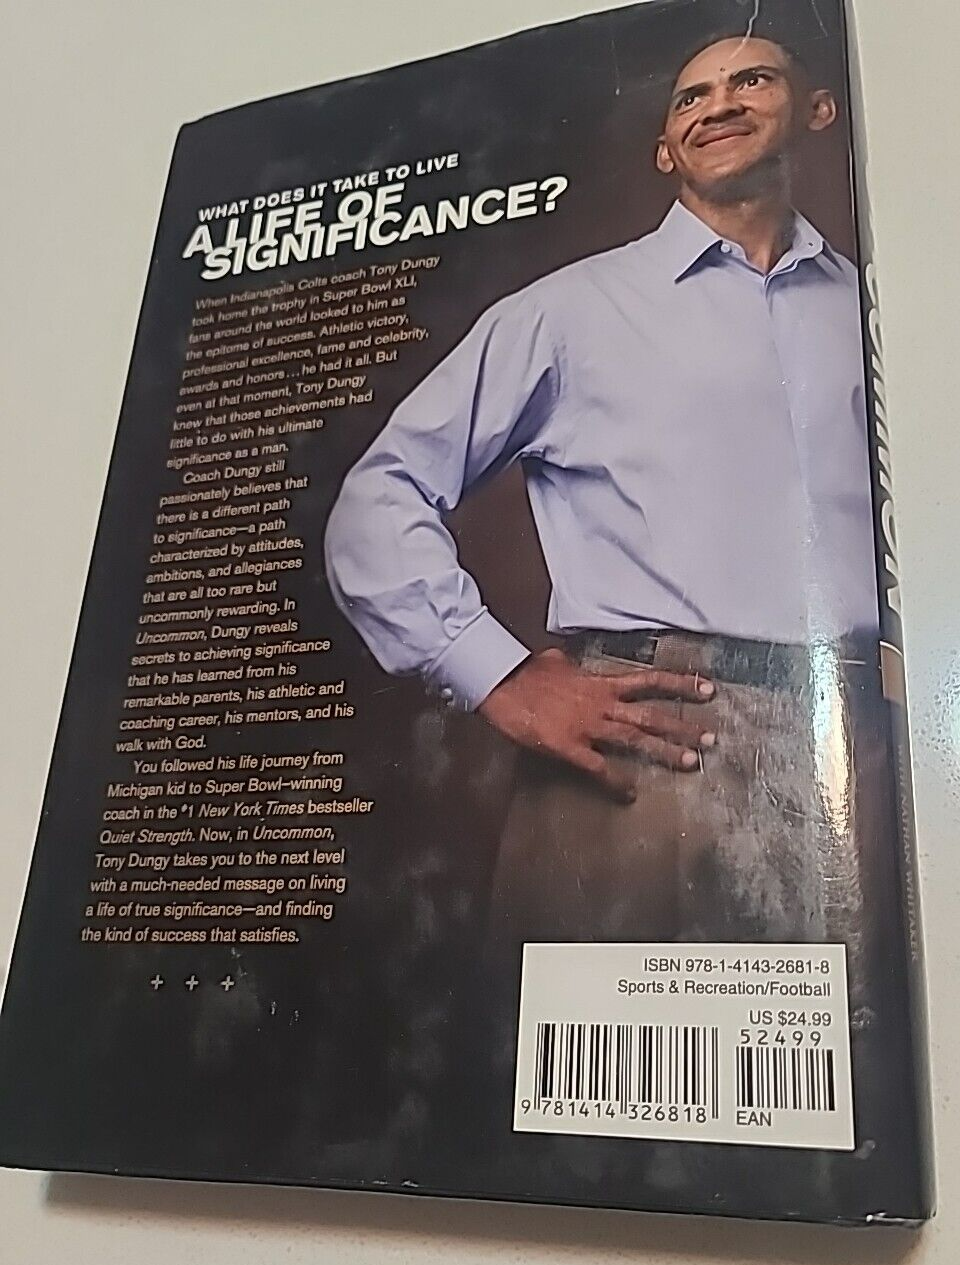 WHAT DOES IT TAKE TO LIVE
A LIFE OF
SIGNIFICANCE?
When Indianapolis Colts coach Tony Dungy
took home the trophy in Super Bowl XLI,
fans around the world looked to him as
the epitome of success. Athletic victory,
professional excellence, fame and celebrity,
awards and honors...he had it all. But
even at that moment, Tony Dungy
knew that those achievements had
little to do with his ultimate
significance as a man.
Coach Dungy still
passionately believes that
there is a different path
to significance—a path
characterized by attitudes,
ambitions, and allegiances
that are all too rare but
uncommonly rewarding. In
Uncommon, Dungy reveals
secrets to achieving significance
that he has learned from his
remarkable parents, his athletic and
coaching career, his mentors, and his
walk with God.
You followed his life journey from
Michigan kid to Super Bowl–winning
coach in the #1 New York Times bestseller
Quiet Strength. Now, in Uncommon,
Tony Dungy takes you to the next level
with a much-needed message on living
a life of true significance—and finding
the kind of success that satisfies.
+ + +
ISBN 978-1-4143-2681-8
Sports & Recreation/Football
US $24.99
52499
9 781414 326818
EAN
WHITAKER